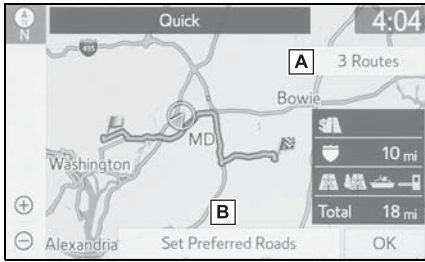 N
Quick
4:04
495
A
3 Routes
Bowie
MD
10 mi
Washington
B
Total 18 mi
Alexandria
Set Preferred Roads
OK